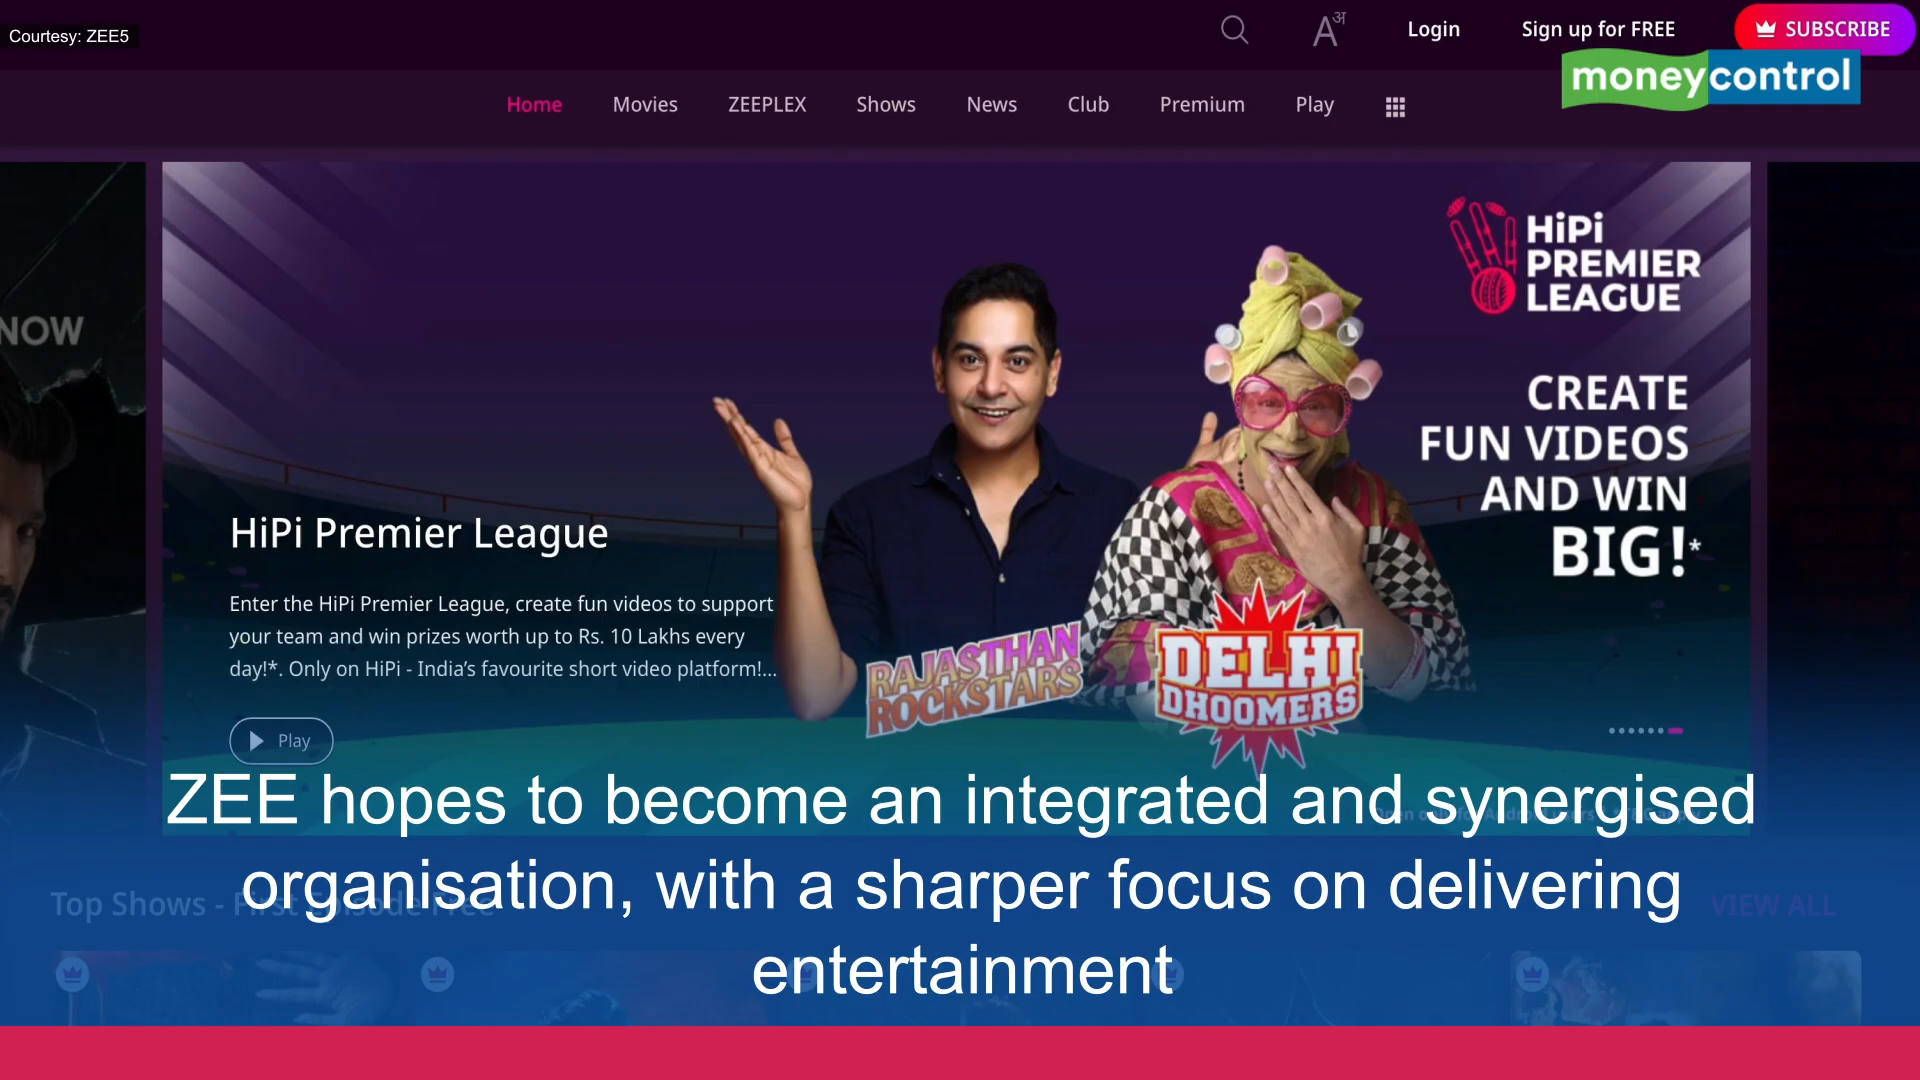 Courtesy: ZEE5
Login
Sign up for FREE
SUBSCRIBE
moneycontrol
Home
Movies
ZEEPLEX
Shows
News
Club
Premium
Play
NOW
HiPi
PREMIER
LEAGUE
CREATE
FUN VIDEOS
AND WIN
BIG!*
HiPi Premier League
Enter the HiPi Premier League, create fun videos to support
your team and win prizes worth up to Rs. 10 Lakhs every
day!*. Only on HiPi - India’s favourite short video platform!...
RAJASTHAN
ROCKSTARS
DELHI
DHOOMERS
Play
ZEE hopes to become an integrated and synergised
organisation, with a sharper focus on delivering
entertainment
Top Shows - First Episode Free
VIEW ALL